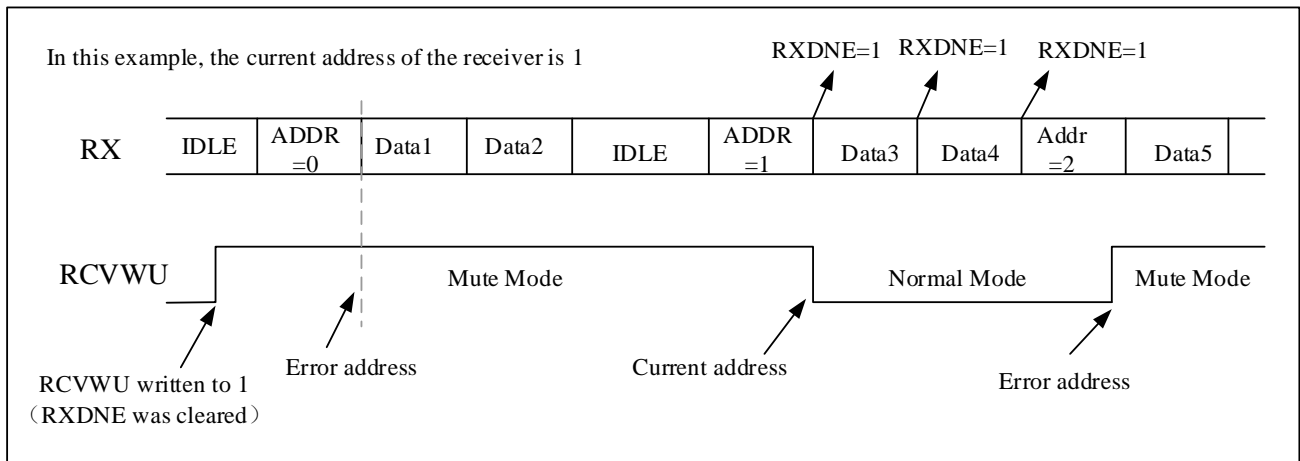 In this example, the current address of the receiver is 1
RXDNE=1
RXDNE=1
RXDNE=1
RX
IDLE
ADDR
=0
Data1
Data2
IDLE
ADDR
=1
Data3
Data4
Addr
=2
Data5
RCVWU
Mute Mode
Normal Mode
Mute Mode
Error address
Current address
Error address
RCVWU written to 1
（RXDNE was cleared）